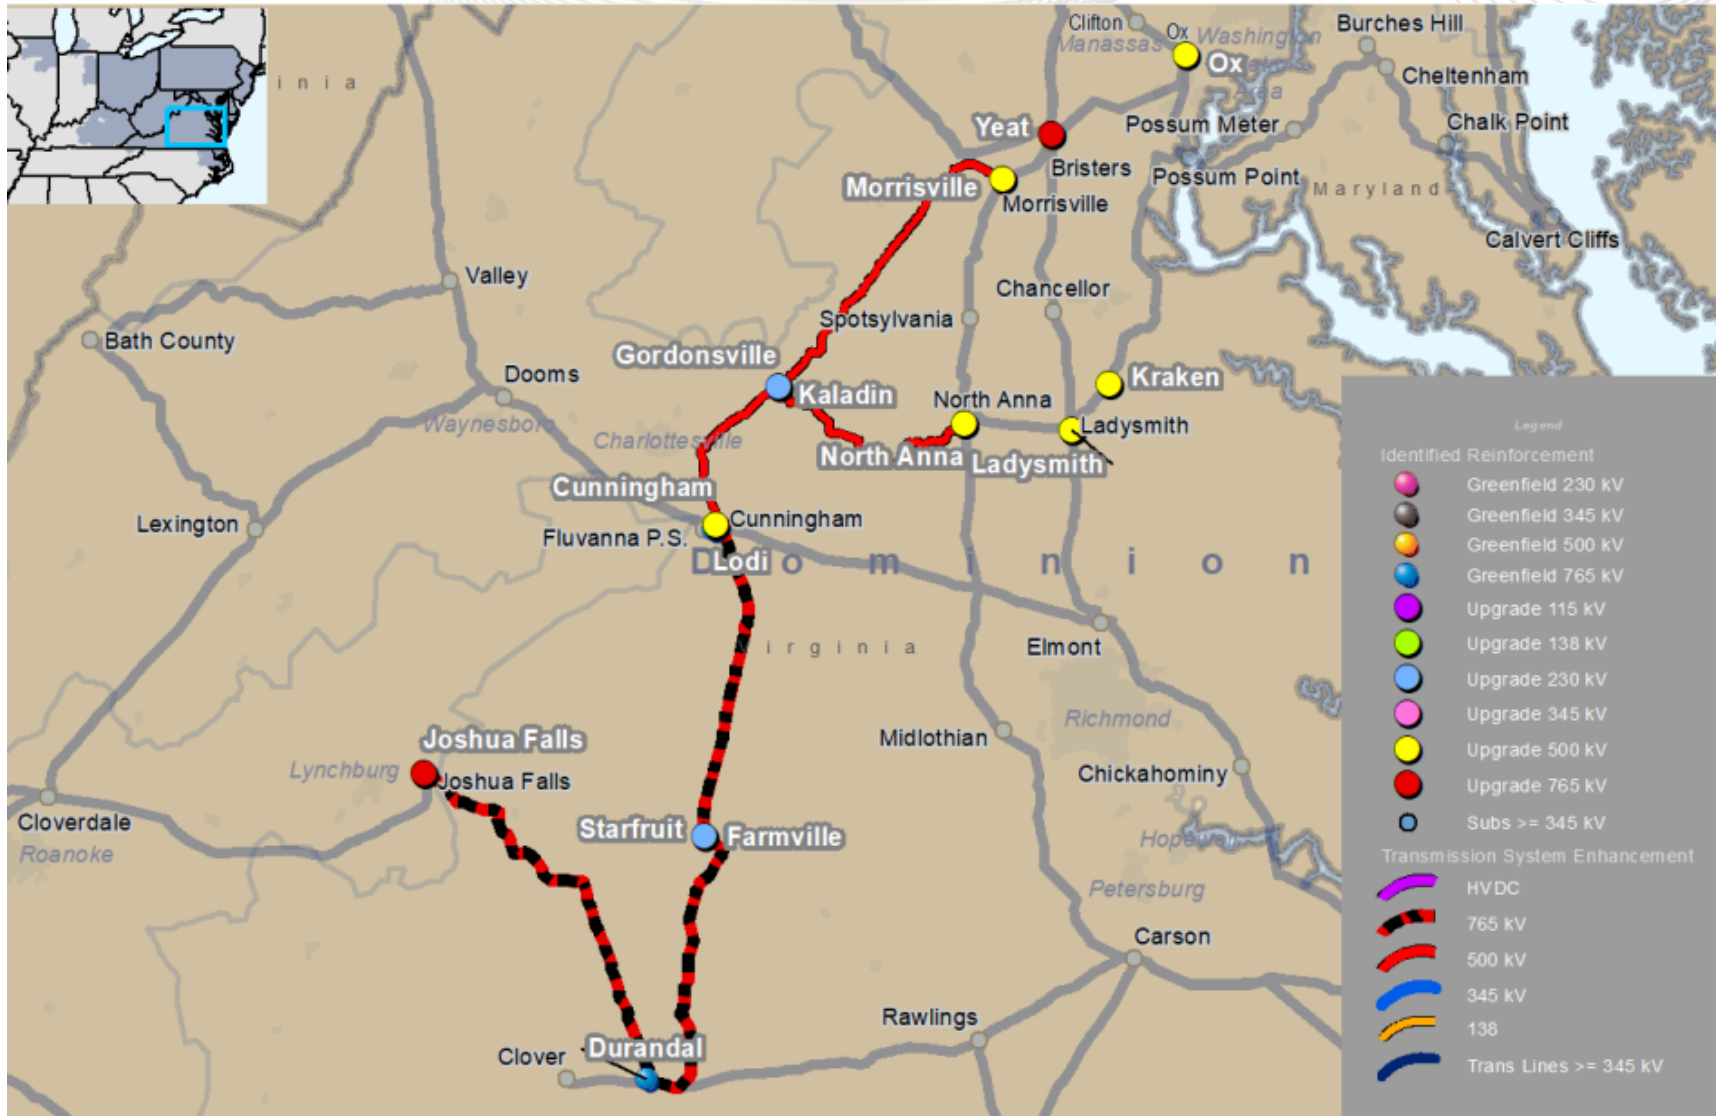 i n i a
Clifton
Ox
Manassas
Washington
Area
Ox
Burches Hill
Cheltenham
Yeat
Possum Meter
Chalk Point
Bristers
Possum Point
Maryland
Morrisville
Morrisville
Calvert Cliffs
Valley
Chancellor
Spotsylvania
Bath County
Gordonsville
Dooms
Kaladin
Kraken
North Anna
Waynesboro
Charlottesville
Ladysmith
North Anna
Ladysmith
Cunningham
Cunningham
Lexington
Fluvanna P.S.
Lodi
D o m i n i o n
Virginia
Elmont
Richmond
Midlothian
Joshua Falls
Lynchburg
Joshua Falls
Chickahominy
Cloverdale
Roanoke
Starfruit
Farmville
Hopewell
Petersburg
Carson
Rawlings
Durandal
Clover
Legend
Identified Reinforcement
Greenfield 230 kV
Greenfield 345 kV
Greenfield 500 kV
Greenfield 765 kV
Upgrade 115 kV
Upgrade 138 kV
Upgrade 230 kV
Upgrade 345 kV
Upgrade 500 kV
Upgrade 765 kV
Subs >= 345 kV
Transmission System Enhancement
HVDC
765 kV
500 kV
345 kV
138
Trans Lines >= 345 kV